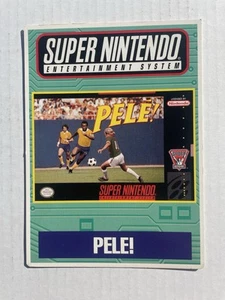 SUPER NINTENDO
ENTERTAINMENT SYSTEM
PELE!
Nintendo
SUPER NINTENDO
PELE!